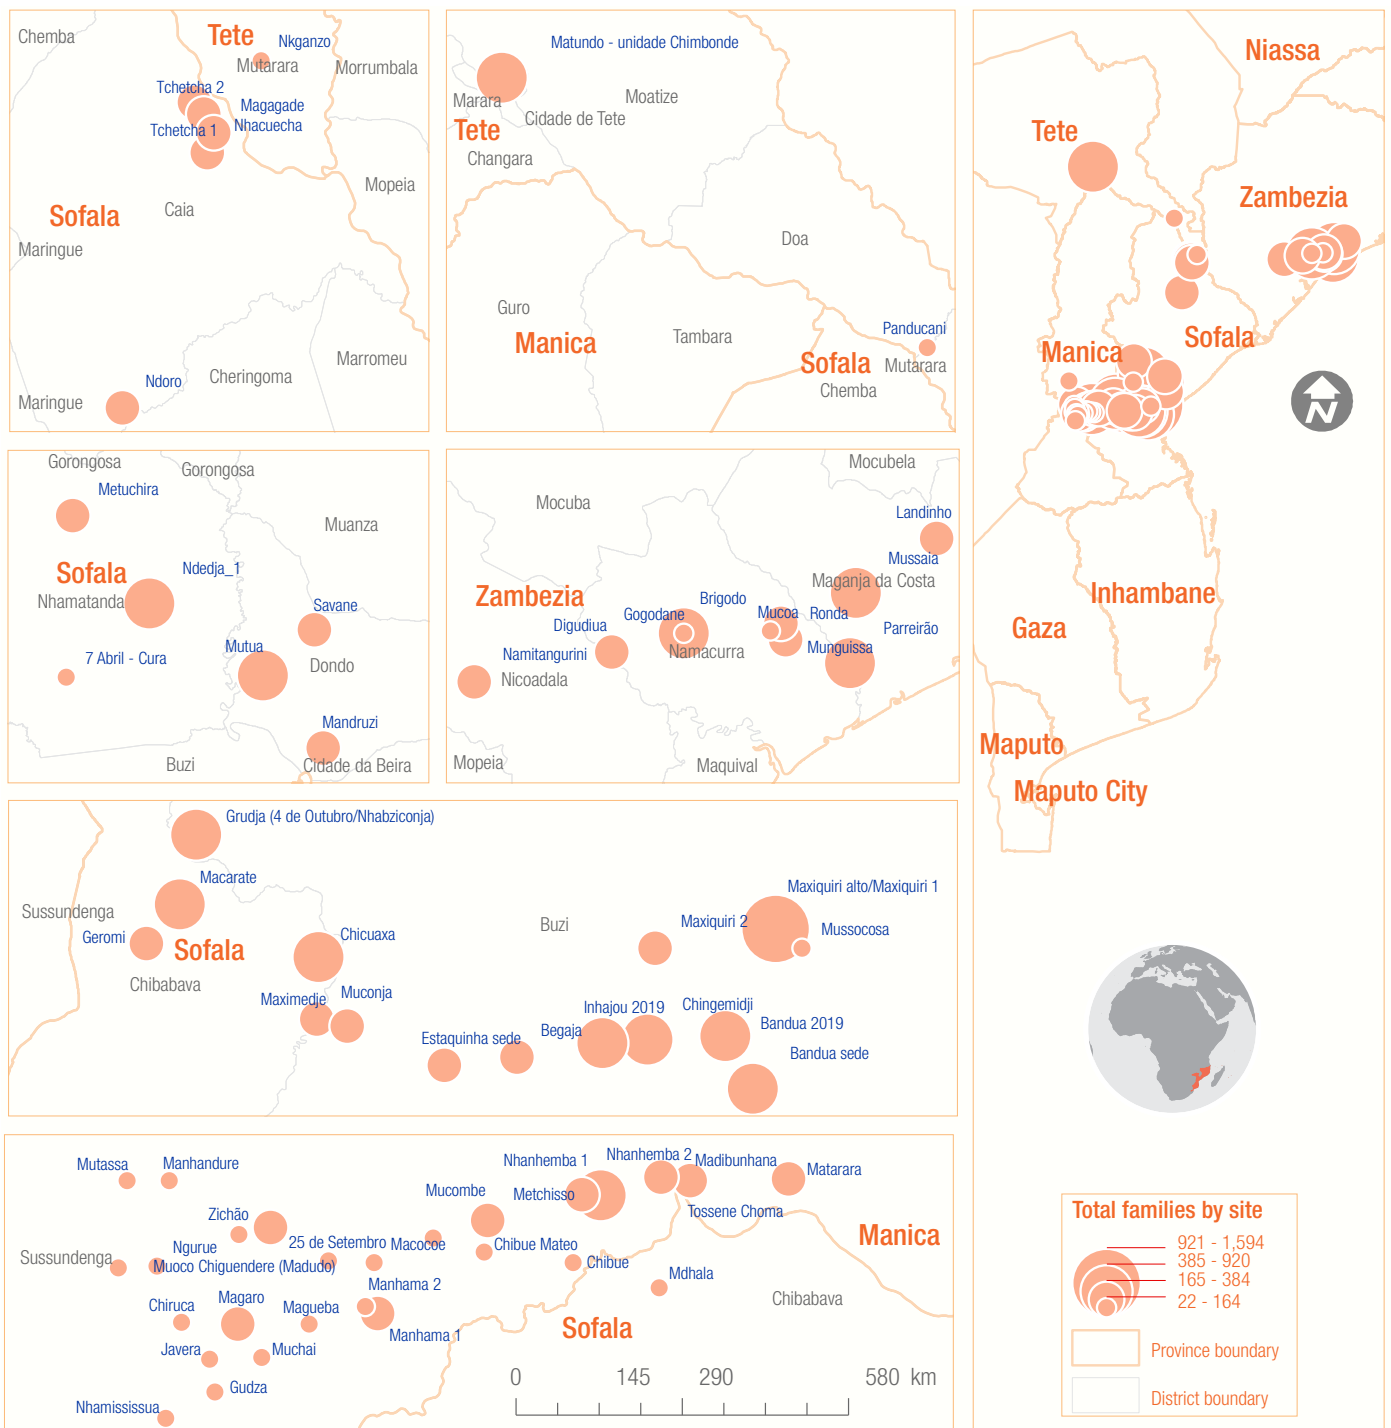 Chemba
Tete
Nkganzo
Mutarara
Morrumbala
Tchetcha 2
Magagade
Tchetcha 1
Nhacuecha
Mopeia
Caia
Sofala
Maringue
Marromeu
Cheringoma
Ndoro
Maringue
Matundo - unidade Chimbonde
Moatize
Marara
Cidade de Tete
Tete
Changara
Doa
Guro
Manica
Tambara
Panducani
Sofala
Mutarara
Chemba
Niassa
Tete
Zambezia
Sofala
Manica
N
Inhambane
Gaza
Maputo
Maputo City
Gorongosa
Gorongosa
Metuchira
Muanza
Sofala
Ndedja_1
Nhamatanda
Savane
Mutua
7 Abril - Cura
Dondo
Mandruzi
Buzi
Cidade da Beira
Mocubela
Mocuba
Landinho
Mussaia
Maganja da Costa
Zambezia
Brigodo
Gogodane
Mucoa
Ronda
Digudiua
Parreirão
Namitangurini
Namacurra
Munguissa
Nicoadala
Mopeia
Maquival
Grudja (4 de Outubro/Nhabziconja)
Macarate
Maxiquiri alto/Maxiquiri 1
Sussundenga
Buzi
Maxiquiri 2
Mussocosa
Geromi
Sofala
Chicuaxa
Chibabava
Maximedje
Muconja
Inhajou 2019
Chingemidji
Estaquinha sede
Begaja
Bandua 2019
Bandua sede
Mutassa
Manhandure
Nhanhemba 1
Nhanhemba 2
Madibunhana
Matarara
Mucombe
Metchisso
Zichão
Tossene Choma
Manica
Sussundenga
Ngurue
25 de Setembro
Macocoe
Chibue Mateo
Muoco Chiguendere (Madudo)
Chibue
Mdhala
Manhama 2
Chibabava
Chiruca
Magaro
Magueba
Manhama 1
Sofala
Javera
Muchai
Gudza
Nhamississua
0 145 290 580 km
Total families by site
921 - 1,594
385 - 920
165 - 384
22 - 164
Province boundary
District boundary